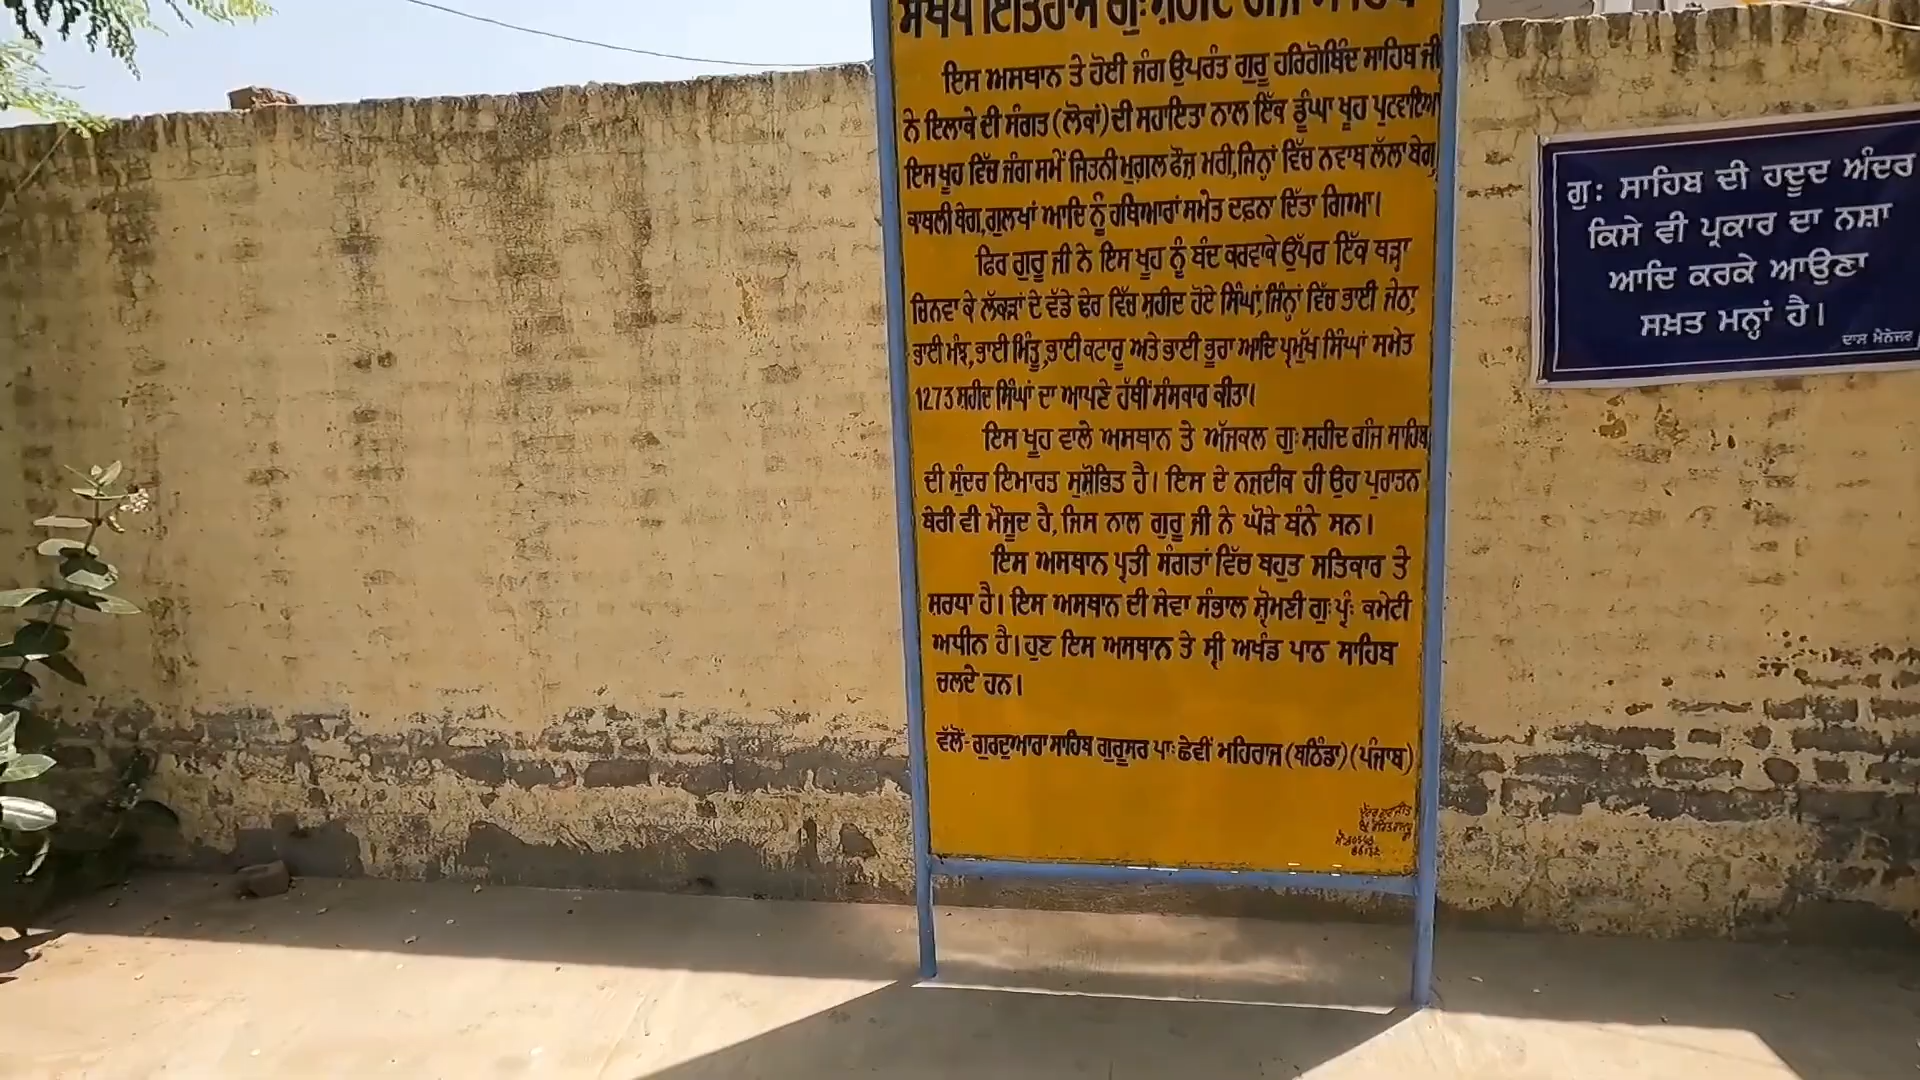 ਸੰਖੇਪ ਇਤਿਹਾਸ ਗੁ: ਸ਼ਹੀਦ ਗੰਜ ਸਾਹਿਬ
ਇਸ ਅਸਥਾਨ ਤੇ ਹੋਈ ਜੰਗ ਉਪਰੰਤ ਗੁਰੂ ਹਰਿਗੋਬਿੰਦ ਸਾਹਿਬ ਜੀ
ਨੇ ਇਲਾਕੇ ਦੀ ਸੰਗਤ (ਲੋਕਾਂ) ਦੀ ਸਹਾਇਤਾ ਨਾਲ ਇੱਕ ਡੂੰਘਾ ਖੂਹ ਪੁਟਵਾਇਆ
ਇਸ ਖੂਹ ਵਿੱਚ ਜੰਗ ਸਮੇਂ ਜਿਤਨੀ ਮੁਗ਼ਲ ਫੌਜ਼ ਮਰੀ, ਜਿਨ੍ਹਾਂ ਵਿੱਚ ਨਵਾਬ ਲੱਲਾ ਬੇਗ,
ਕਾਬਲੀ ਬੇਗ, ਗੁਲਖਾਂ ਆਦਿ ਨੂੰ ਹਥਿਆਰਾਂ ਸਮੇਤ ਦਫ਼ਨਾ ਦਿੱਤਾ ਗਿਆ।
ਫਿਰ ਗੁਰੂ ਜੀ ਨੇ ਇਸ ਖੂਹ ਨੂੰ ਬੰਦ ਕਰਵਾਕੇ ਉੱਪਰ ਇੱਕ ਥੜ੍ਹਾ
ਚਿਨਵਾ ਕੇ ਲੱਕੜਾਂ ਦੇ ਵੱਡੇ ਢੇਰ ਵਿੱਚ ਸ਼ਹੀਦ ਹੋਏ ਸਿੰਘਾਂ, ਜਿੰਨ੍ਹਾਂ ਵਿੱਚ ਭਾਈ ਜੇਠਾ,
ਭਾਈ ਮੰਝ, ਭਾਈ ਮਿੰਤੂ, ਭਾਈ ਕਟਾਰੂ ਅਤੇ ਭਾਈ ਭੂਰਾ ਆਦਿ ਪ੍ਰਮੁੱਖ ਸਿੰਘਾਂ ਸਮੇਤ
1273 ਸ਼ਹੀਦ ਸਿੰਘਾਂ ਦਾ ਆਪਣੇ ਹੱਥੀਂ ਸੰਸਕਾਰ ਕੀਤਾ।
ਇਸ ਖੂਹ ਵਾਲੇ ਅਸਥਾਨ ਤੇ ਅੱਜਕਲ ਗੁ: ਸ਼ਹੀਦ ਗੰਜ ਸਾਹਿਬ
ਦੀ ਸੁੰਦਰ ਇਮਾਰਤ ਸੁਸ਼ੋਭਿਤ ਹੈ। ਇਸ ਦੇ ਨਜ਼ਦੀਕ ਹੀ ਉਹ ਪੁਰਾਤਨ
ਬੇਰੀ ਵੀ ਮੌਜੂਦ ਹੈ, ਜਿਸ ਨਾਲ ਗੁਰੂ ਜੀ ਨੇ ਘੋੜੇ ਬੰਨੇ ਸਨ।
ਇਸ ਅਸਥਾਨ ਪ੍ਰਤੀ ਸੰਗਤਾਂ ਵਿੱਚ ਬਹੁਤ ਸਤਿਕਾਰ ਤੇ
ਸ਼ਰਧਾ ਹੈ। ਇਸ ਅਸਥਾਨ ਦੀ ਸੇਵਾ ਸੰਭਾਲ ਸ਼੍ਰੋਮਣੀ ਗੁ: ਪ੍ਰੰ: ਕਮੇਟੀ
ਅਧੀਨ ਹੈ। ਹੁਣ ਇਸ ਅਸਥਾਨ ਤੇ ਸ੍ਰੀ ਅਖੰਡ ਪਾਠ ਸਾਹਿਬ
ਚਲਦੇ ਹਨ।
ਵੱਲੋਂ- ਗੁਰਦੁਆਰਾ ਸਾਹਿਬ ਗੁਰੂਸਰ ਪਾ: ਛੇਵੀਂ ਮਹਿਰਾਜ (ਬਠਿੰਡਾ) (ਪੰਜਾਬ)
ਗੁ: ਸਾਹਿਬ ਦੀ ਹਦੂਦ ਅੰਦਰ
ਕਿਸੇ ਵੀ ਪ੍ਰਕਾਰ ਦਾ ਨਸ਼ਾ
ਆਦਿ ਕਰਕੇ ਆਉਣਾ
ਸਖ਼ਤ ਮਨ੍ਹਾਂ ਹੈ।
ਦਾਸ ਮੈਨੇਜਰ